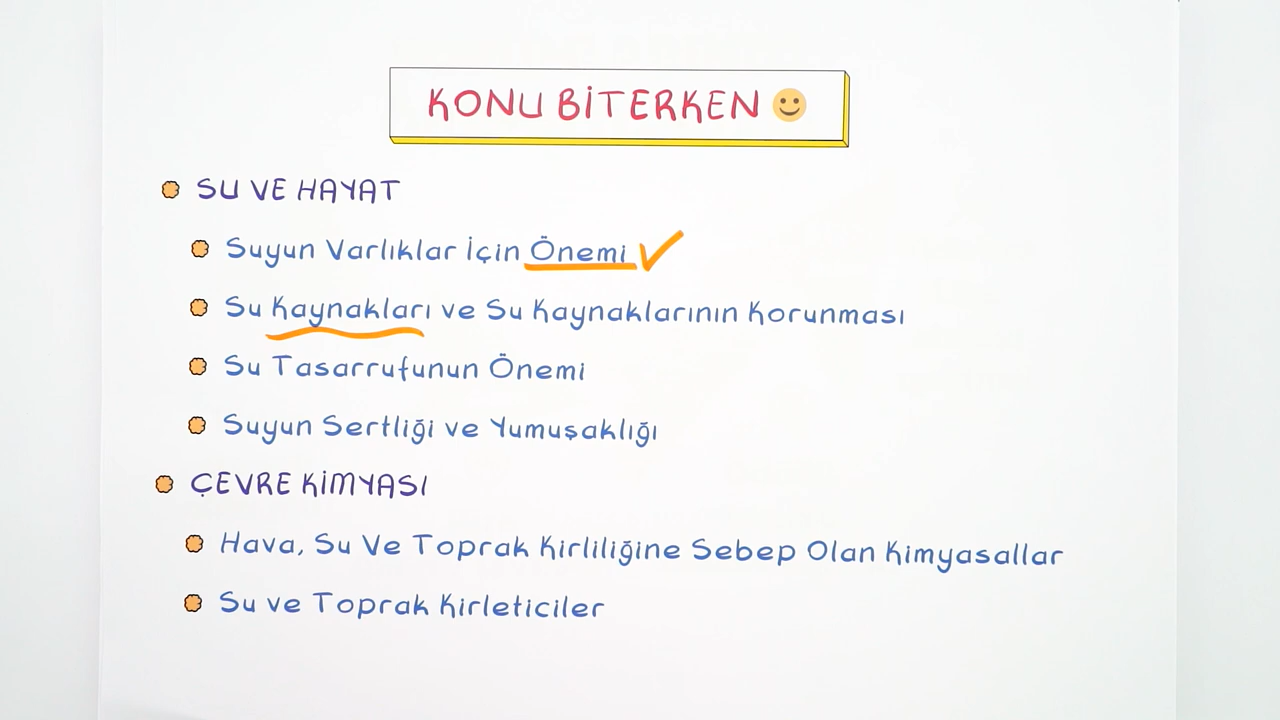 KONU BİTERKEN
SU VE HAYAT
Suyun Varlıklar İçin Önemi
Su Kaynakları ve Su Kaynaklarının Korunması
Su Tasarrufunun Önemi
Suyun Sertliği ve Yumuşaklığı
ÇEVRE KİMYASI
Hava, Su Ve Toprak Kirliliğine Sebep Olan Kimyasallar
Su ve Toprak Kirleticiler